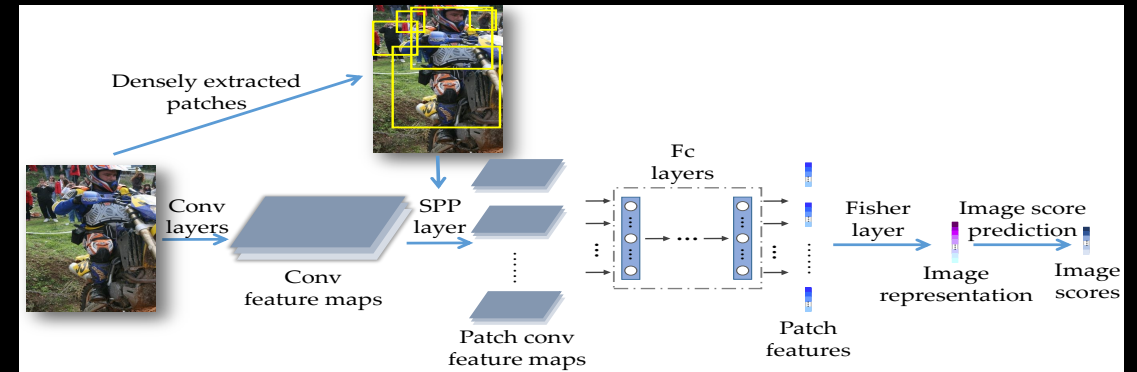 Densely extracted
patches
Conv
layers
Conv
feature maps
SPP
layer
Patch conv
feature maps
Fc
layers
Patch
features
Fisher
layer
Image
representation
Image score
prediction
Image
scores